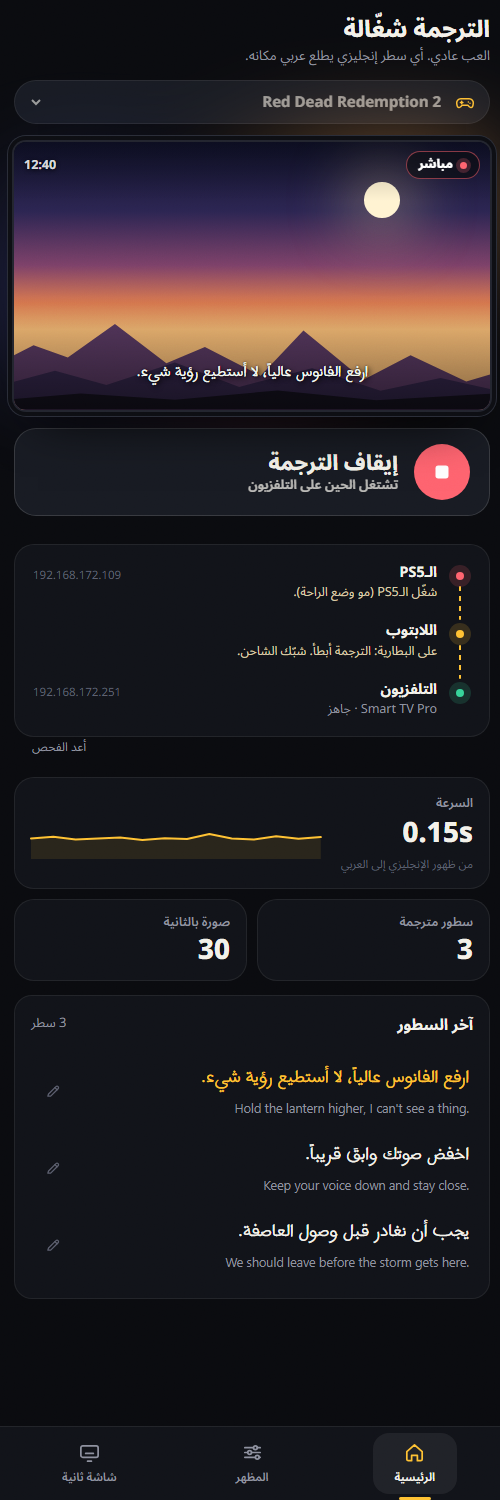 الترجمة شغّالة
العب عادي. أي سطر إنجليزي يطلع عربي مكانه.
Red Dead Redemption 2
مباشر
12:40
ارفع الفانوس عالياً، لا أستطيع رؤية شيء.
إيقاف الترجمة
تشتغل الحين على التلفزيون
الـPS5
192.168.172.109
شغّل الـPS5 (مو وضع الراحة).
اللابتوب
على البطارية: الترجمة أبطأ. شبّك الشاحن.
التلفزيون
192.168.172.251
Smart TV Pro · جاهز
أعد الفحص
السرعة
0.15s
من ظهور الإنجليزي إلى العربي
سطور مترجمة
3
صورة بالثانية
30
آخر السطور
3 سطر
ارفع الفانوس عالياً، لا أستطيع رؤية شيء.
Hold the lantern higher, I can't see a thing.
اخفض صوتك وابق قريباً.
Keep your voice down and stay close.
يجب أن نغادر قبل وصول العاصفة.
We should leave before the storm gets here.
الرئيسية
المظهر
شاشة ثانية